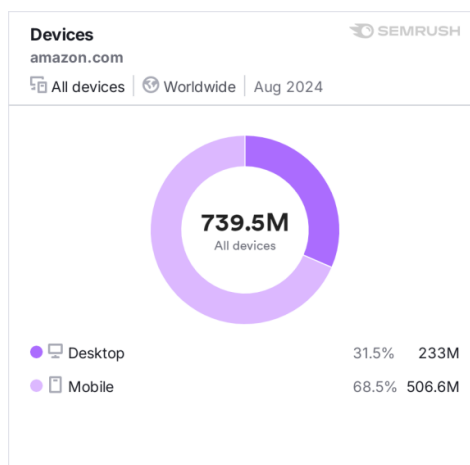 Devices
SEMRUSH
amazon.com
All devices Worldwide Aug 2024
739.5M
All devices
Desktop 31.5% 233M
Mobile 68.5% 506.6M